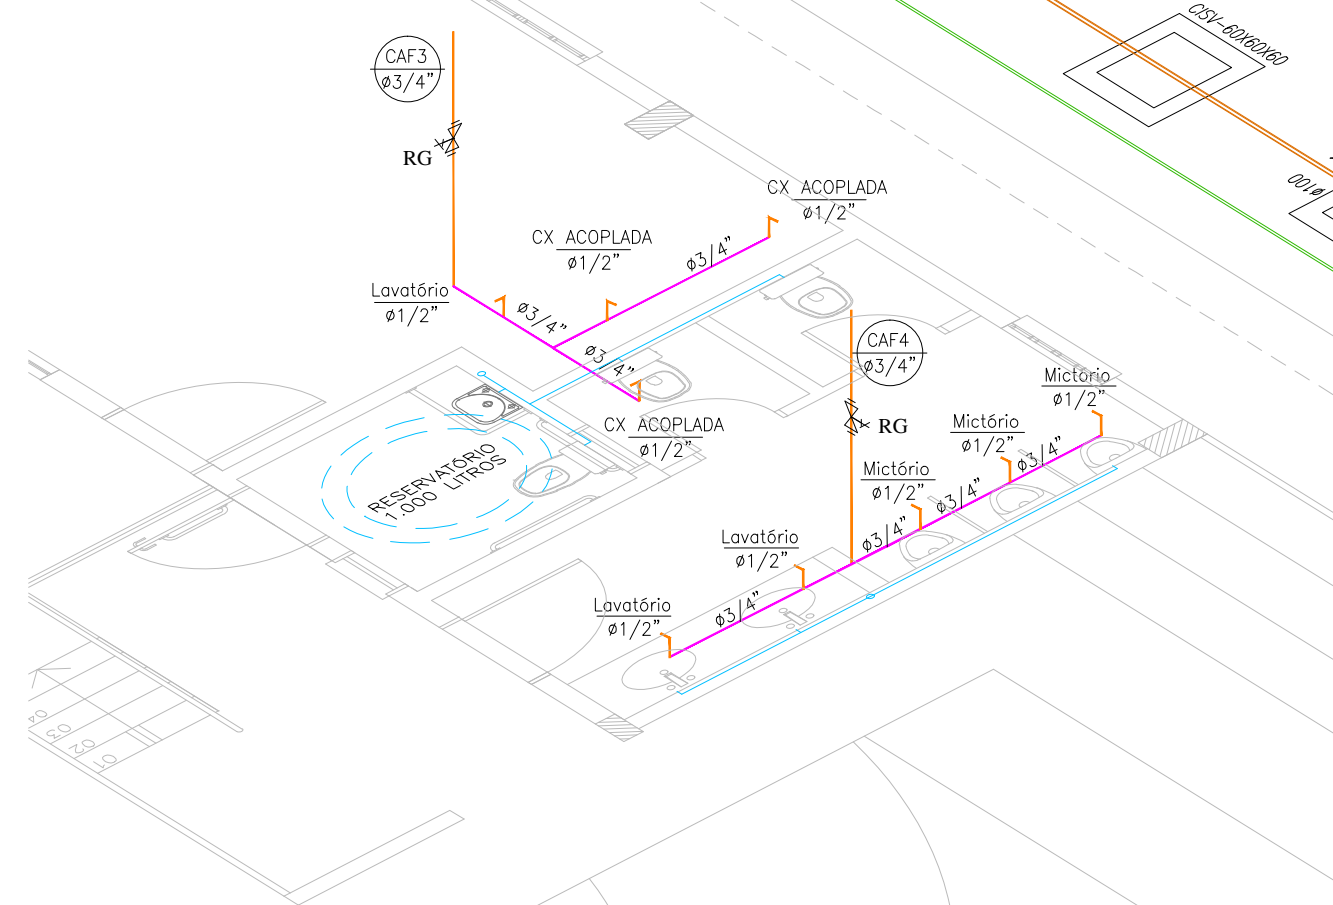 CISV-60X60X60
CAF3
ø3/4"
RG
ø100
CX ACOPLADA
ø1/2"
CX ACOPLADA
ø1/2"
ø3/4"
Lavatório
ø1/2"
ø3/4"
CAF4
ø3/4"
ø3/4"
Mictório
ø1/2"
CX ACOPLADA
ø1/2"
RG
Mictório
ø1/2"
ø3/4"
RESERVATÓRIO
1.000 LITROS
Mictório
ø1/2"
ø3/4"
Lavatório
ø1/2"
ø3/4"
Lavatório
ø1/2"
ø3/4"
03
02
01